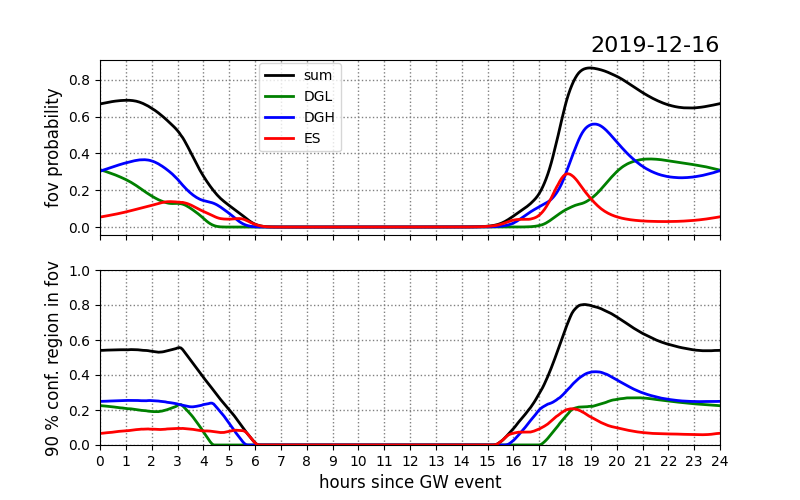 2019-12-16
fov probability
0.8
0.6
0.4
0.2
0.0
sum
DGL
DGH
ES
90 % conf. region in fov
1.0
0.8
0.6
0.4
0.2
0.0
0 1 2 3 4 5 6 7 8 9 10 11 12 13 14 15 16 17 18 19 20 21 22 23 24
hours since GW event